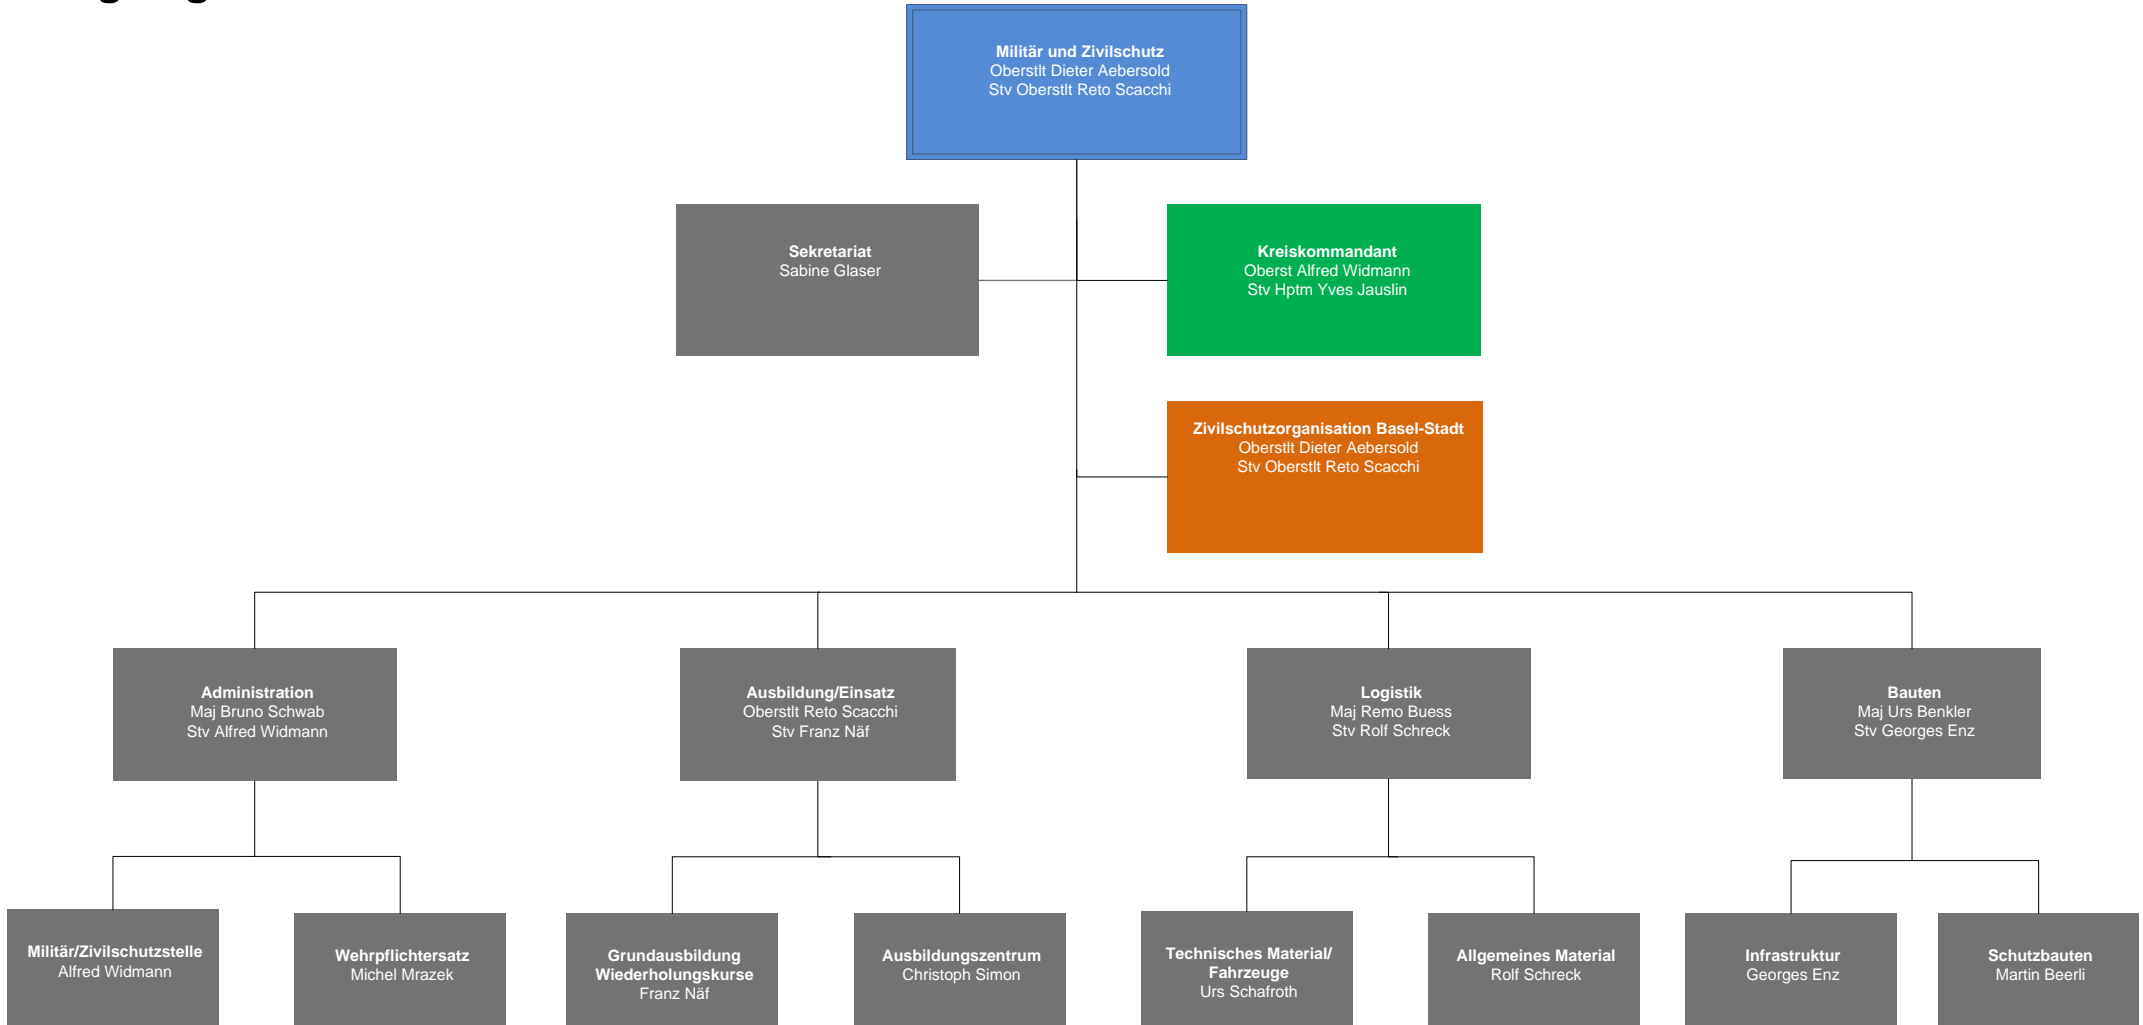 Militär und Zivilschutz
Oberstlt Dieter Aebersold
Stv Oberstlt Reto Scacchi
Sekretariat
Sabine Glaser
Kreiskommandant
Oberst Alfred Widmann
Stv Hptm Yves Jauslin
Zivilschutzorganisation Basel-Stadt
Oberstlt Dieter Aebersold
Stv Oberstlt Reto Scacchi
Administration
Maj Bruno Schwab
Stv Alfred Widmann
Ausbildung/Einsatz
Oberstlt Reto Scacchi
Stv Franz Näf
Logistik
Maj Remo Buess
Stv Rolf Schreck
Bauten
Maj Urs Benkler
Stv Georges Enz
Militär/Zivilschutzstelle
Alfred Widmann
Wehrpflichtersatz
Michel Mrazek
Grundausbildung
Wiederholungskurse
Franz Näf
Ausbildungszentrum
Christoph Simon
Technisches Material/
Fahrzeuge
Urs Schafroth
Allgemeines Material
Rolf Schreck
Infrastruktur
Georges Enz
Schutzbauten
Martin Beerli